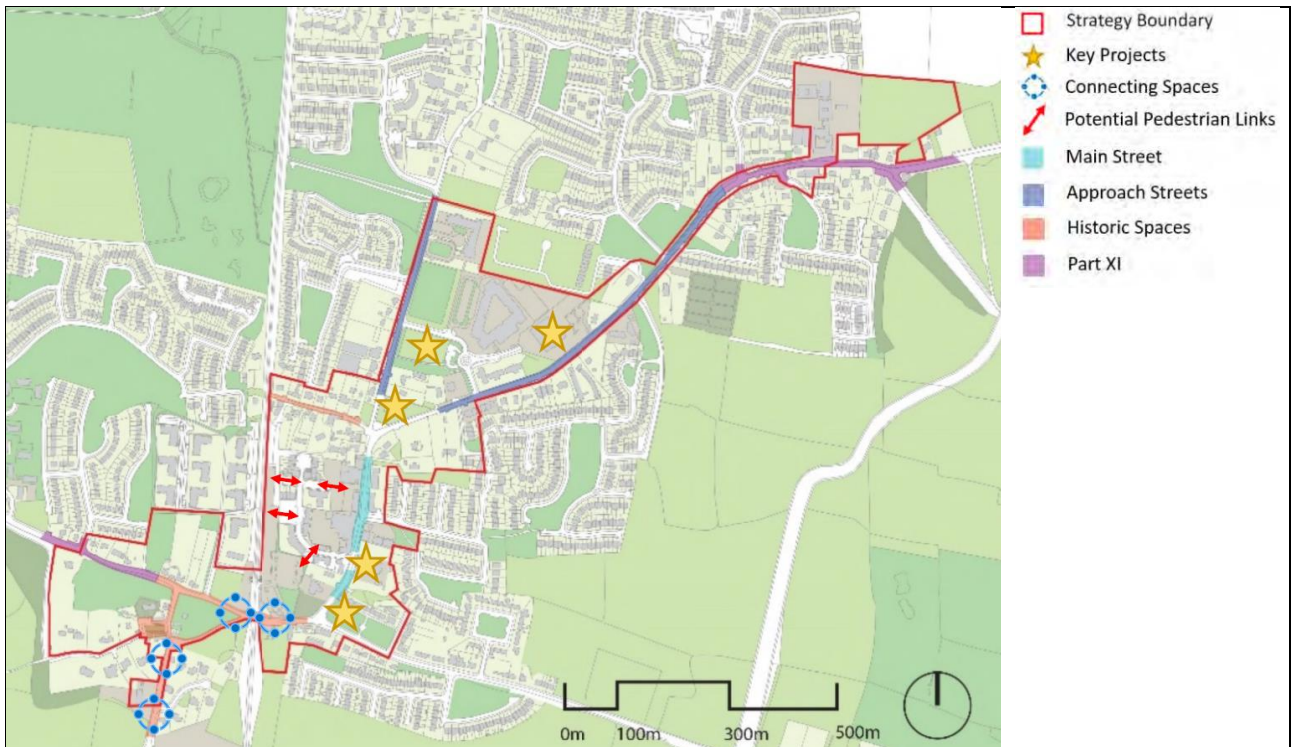 Strategy Boundary
Key Projects
Connecting Spaces
Potential Pedestrian Links
Main Street
Approach Streets
Historic Spaces
Part XI
0m 100m 300m 500m